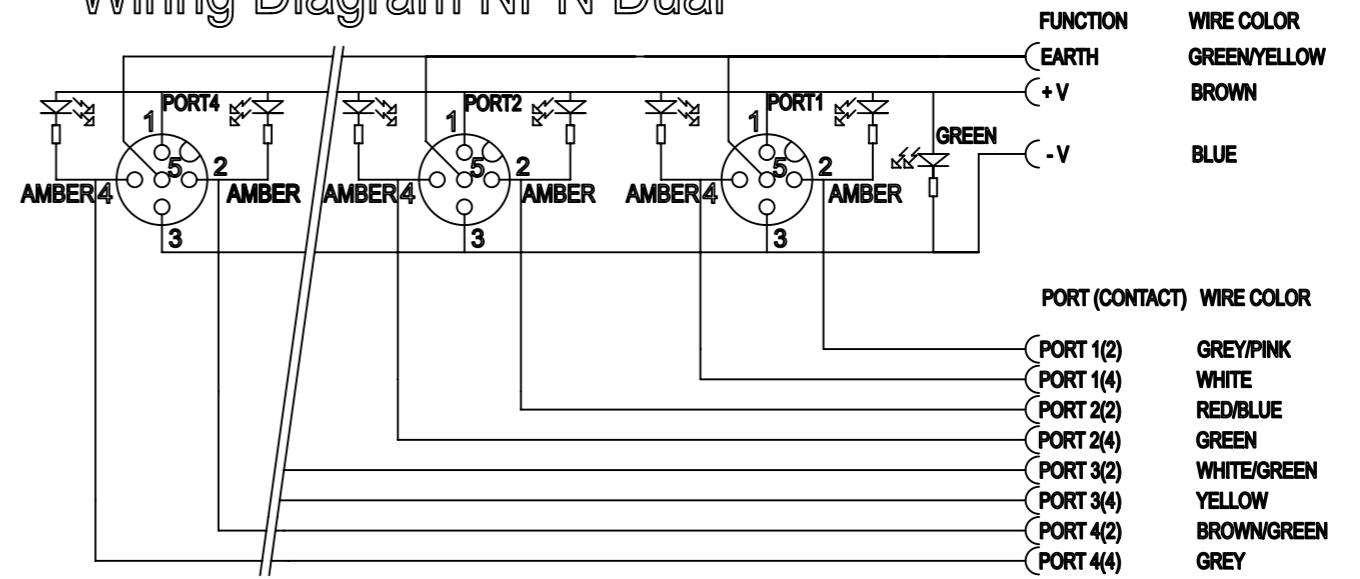 Wiring Diagram NPN Dual
FUNCTION WIRE COLOR
EARTH GREEN/YELLOW
+ V BROWN
- V BLUE
PORT4 PORT2 PORT1
1 1 1
GREEN
5 2 5 2 5 2
AMBER 4 AMBER AMBER 4 AMBER AMBER 4 AMBER
3 3 3
PORT (CONTACT) WIRE COLOR
PORT 1(2) GREY/PINK
PORT 1(4) WHITE
PORT 2(2) RED/BLUE
PORT 2(4) GREEN
PORT 3(2) WHITE/GREEN
PORT 3(4) YELLOW
PORT 4(2) BROWN/GREEN
PORT 4(4) GREY